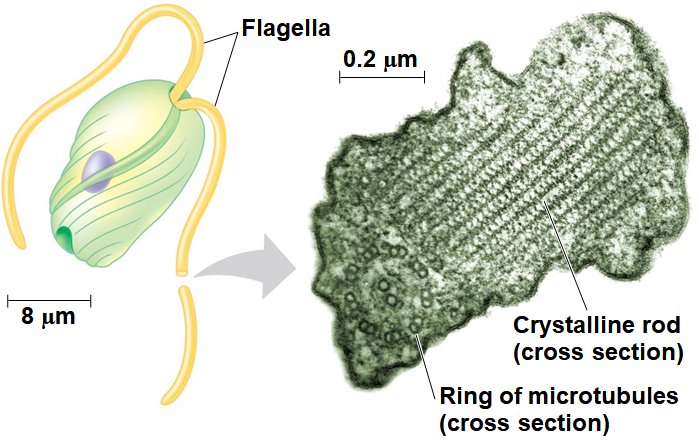 Flagella
0.2 μm
8 μm
Crystalline rod
(cross section)
Ring of microtubules
(cross section)